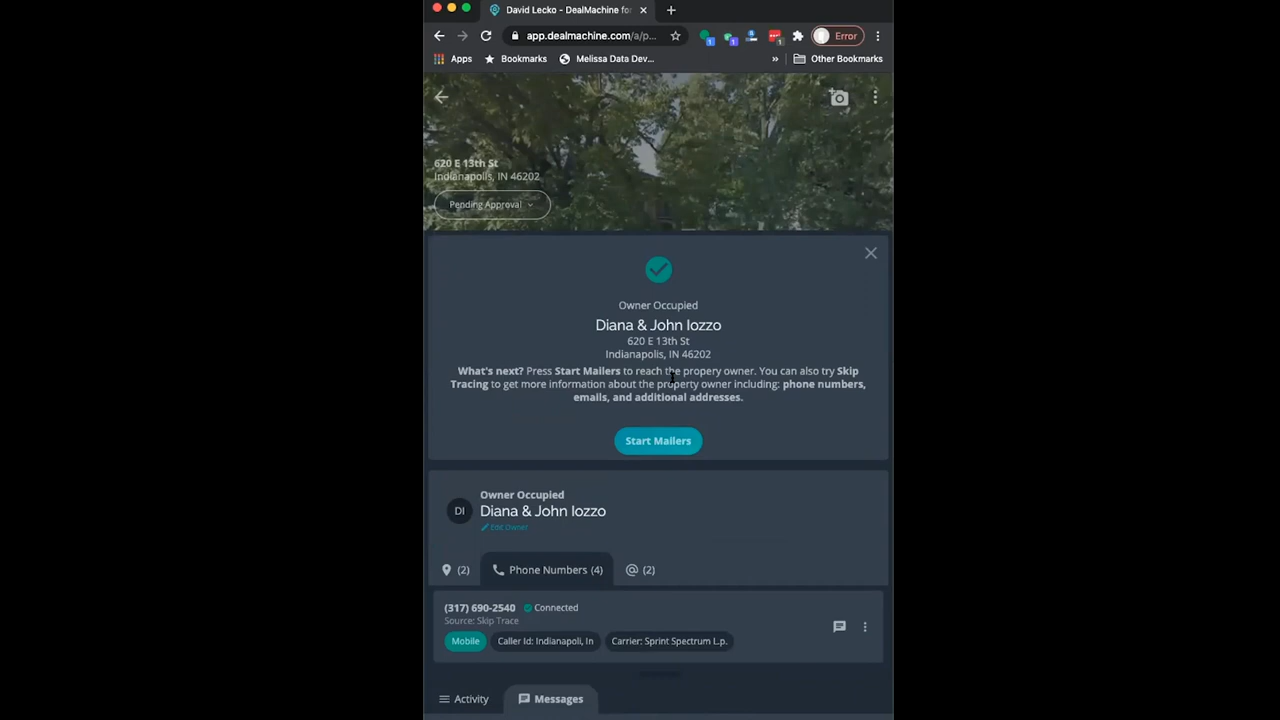 David Lecko - DealMachine for
app.dealmachine.com/a/p...
Error
Apps
Bookmarks
Melissa Data Dev...
»
Other Bookmarks
620 E 13th St
Indianapolis, IN 46202
Pending Approval
Owner Occupied
Diana & John Iozzo
620 E 13th St
Indianapolis, IN 46202
What's next? Press Start Mailers to reach the propery owner. You can also try Skip
Tracing to get more information about the property owner including: phone numbers,
emails, and additional addresses.
Start Mailers
DI
Owner Occupied
Diana & John Iozzo
Edit Owner
(2)
Phone Numbers (4)
(2)
(317) 690-2540 Connected
Source: Skip Trace
Mobile
Caller Id: Indianapoli, In
Carrier: Sprint Spectrum L.p.
Activity
Messages